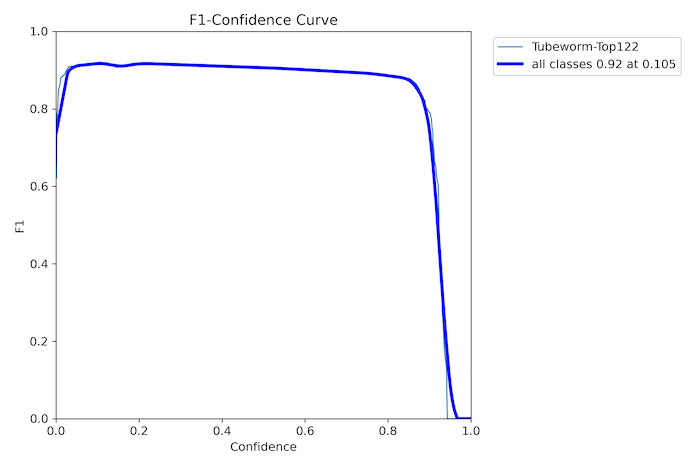 F1-Confidence Curve
Tubeworm-Top122
all classes 0.92 at 0.105
1.0
0.8
0.6
0.4
0.2
0.0
F1
0.0 0.2 0.4 0.6 0.8 1.0
Confidence